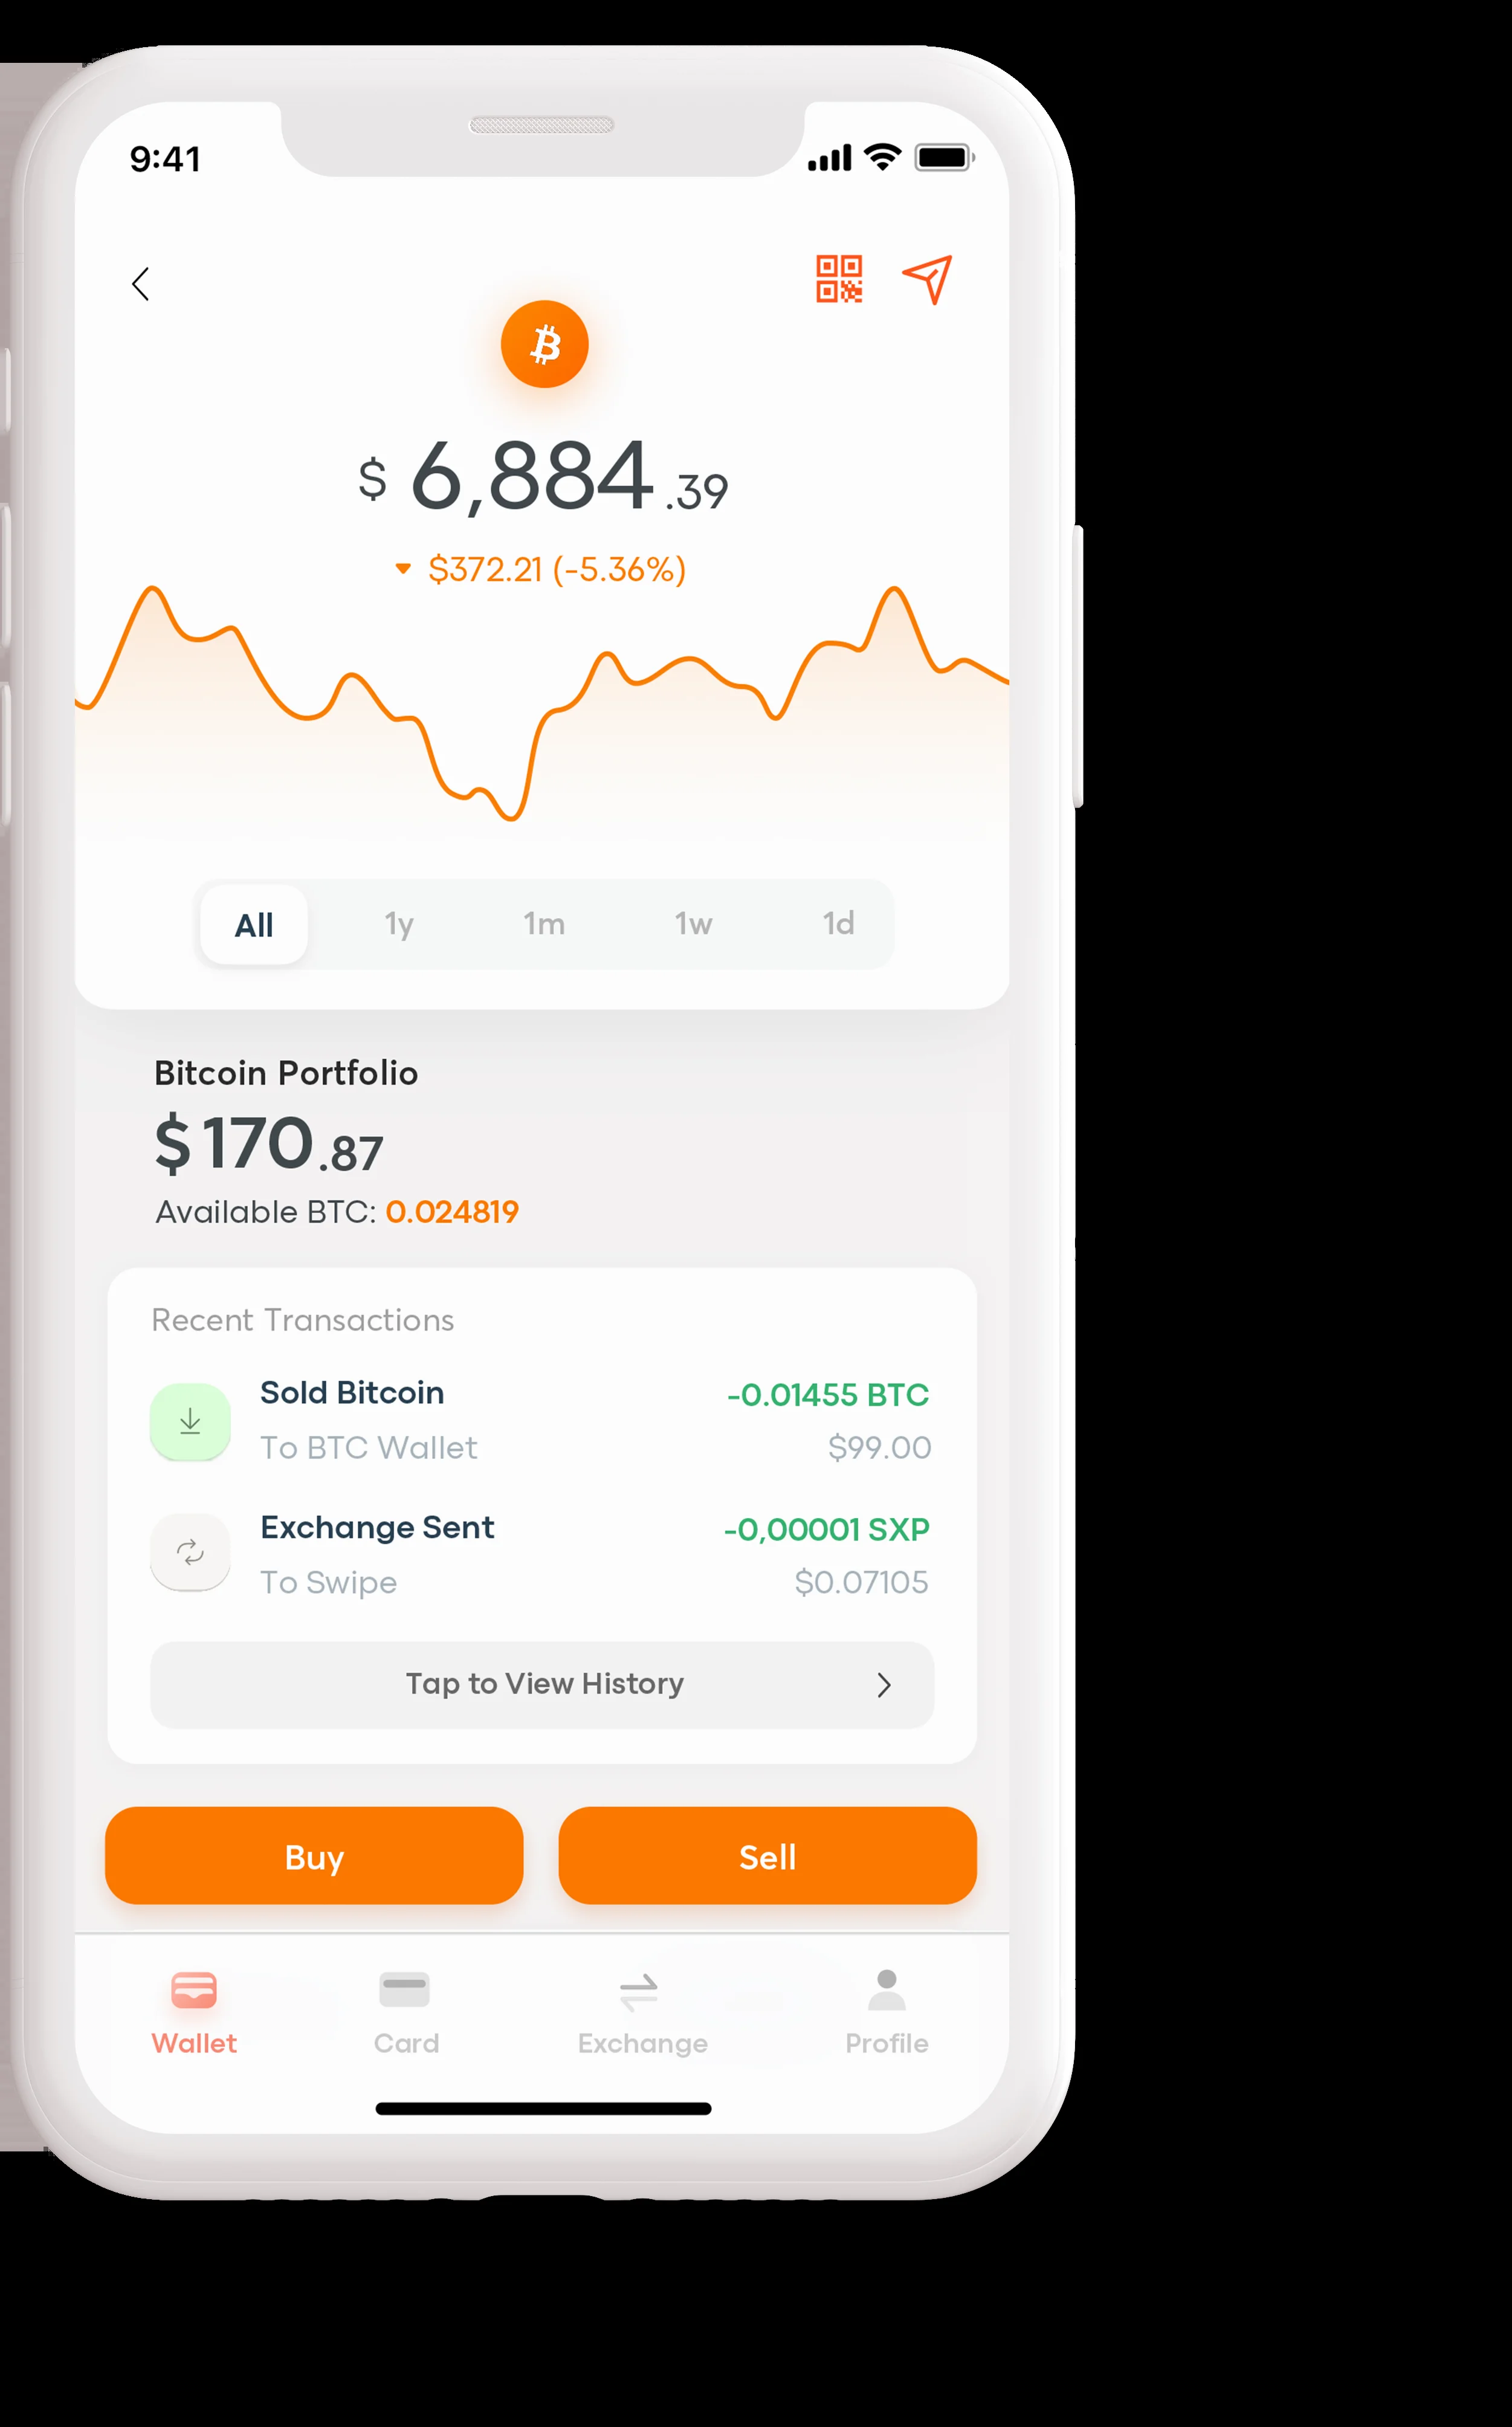 9:41
$ 6,884.39
$372.21 (-5.36%)
All 1y 1m 1w 1d
Bitcoin Portfolio
$170.87
Available BTC: 0.024819
Recent Transactions
Sold Bitcoin -0.01455 BTC
To BTC Wallet $99.00
Exchange Sent -0,00001 SXP
To Swipe $0.07105
Tap to View History
Buy Sell
Wallet Card Exchange Profile